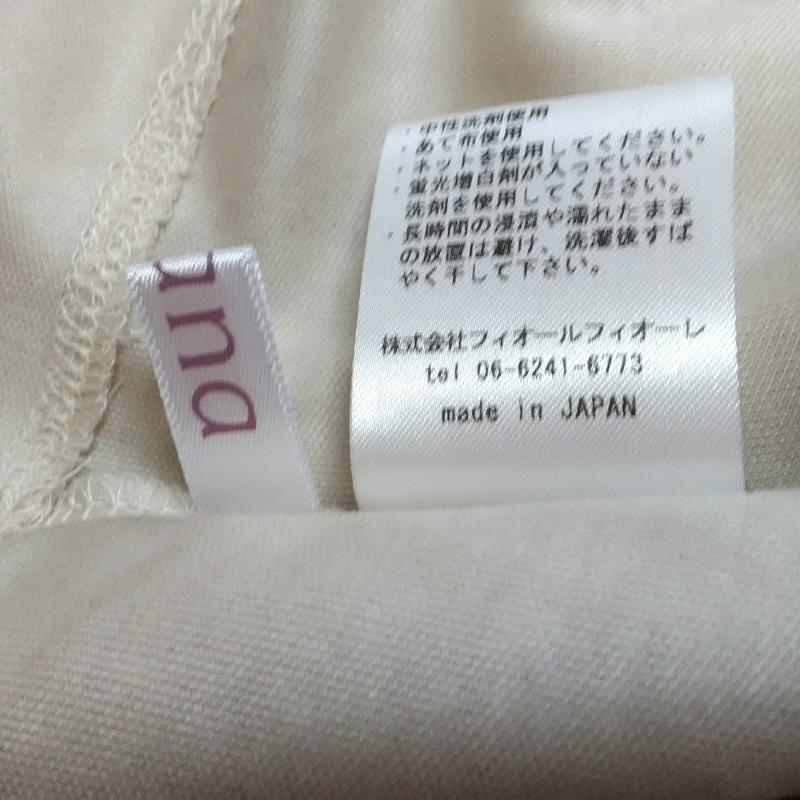 ・中性洗剤使用
・あて布使用
・ネットを使用してください。
・蛍光増白剤が入っていない
洗剤を使用してください。
・長時間の浸漬や濡れたまま
の放置は避け、洗濯後すば
やく干して下さい。
株式会社フィオールフィオーレ
tel 06-6241-6773
made in JAPAN
una